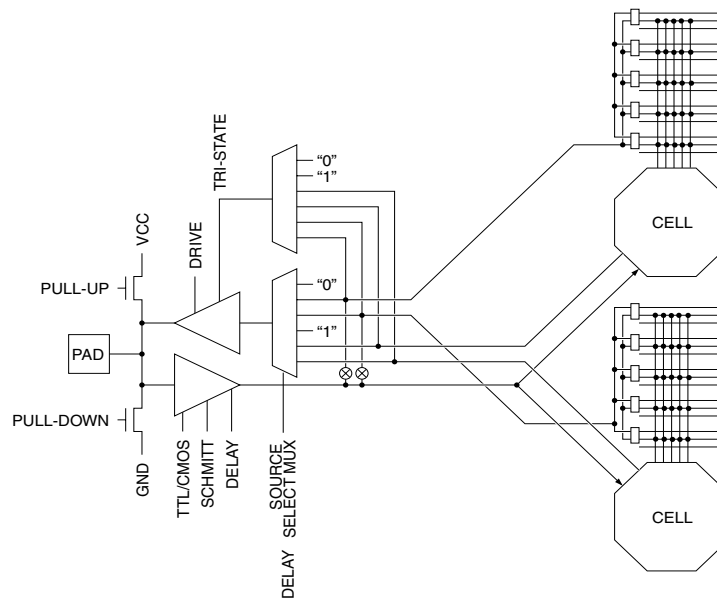 TRI-STATE
“0”
“1”
CELL
VCC
DRIVE
PULL-UP
“0”
“1”
PAD
PULL-DOWN
GND
TTL/CMOS
SCHMITT
DELAY
SOURCE
SELECT MUX
DELAY
CELL